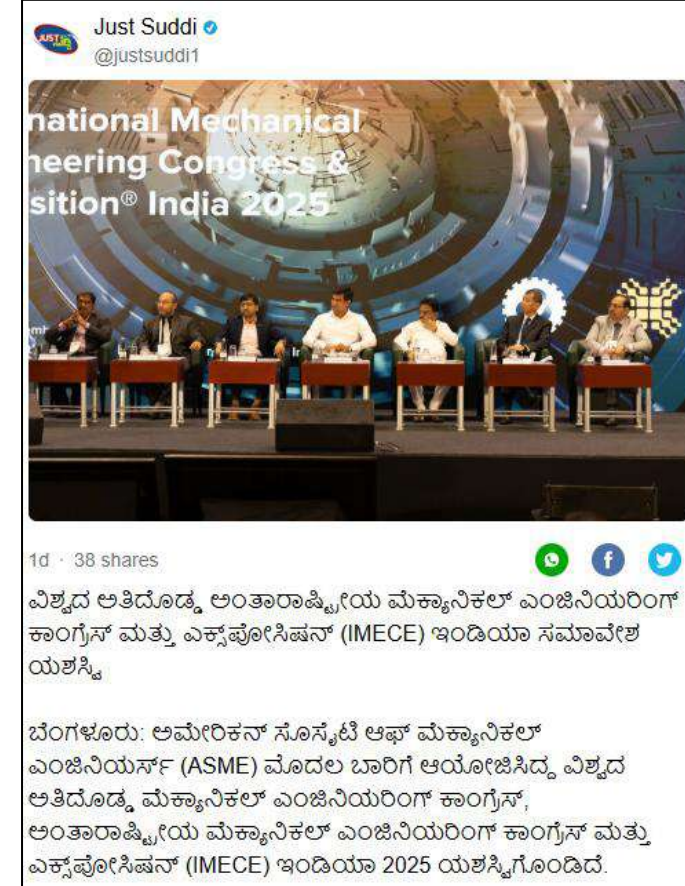 Just Suddi
@justsuddi1
JUST
national Mechanical
neering Congress &
sition® India 2025
1d · 38 shares
ವಿಶ್ವದ ಅತಿದೊಡ್ಡ ಅಂತಾರಾಷ್ಟ್ರೀಯ ಮೆಕ್ಯಾನಿಕಲ್ ಎಂಜಿನಿಯರಿಂಗ್
ಕಾಂಗ್ರೆಸ್ ಮತ್ತು ಎಕ್ಸ್‌ಪೋಸಿಷನ್ (IMECE) ಇಂಡಿಯಾ ಸಮಾವೇಶ
ಯಶಸ್ವಿ
ಬೆಂಗಳೂರು: ಅಮೇರಿಕನ್ ಸೊಸೈಟಿ ಆಫ್ ಮೆಕ್ಯಾನಿಕಲ್
ಎಂಜಿನಿಯರ್ಸ್ (ASME) ಮೊದಲ ಬಾರಿಗೆ ಆಯೋಜಿಸಿದ್ದ ವಿಶ್ವದ
ಅತಿದೊಡ್ಡ ಮೆಕ್ಯಾನಿಕಲ್ ಎಂಜಿನಿಯರಿಂಗ್ ಕಾಂಗ್ರೆಸ್,
ಅಂತಾರಾಷ್ಟ್ರೀಯ ಮೆಕ್ಯಾನಿಕಲ್ ಎಂಜಿನಿಯರಿಂಗ್ ಕಾಂಗ್ರೆಸ್ ಮತ್ತು
ಎಕ್ಸ್‌ಪೋಸಿಷನ್ (IMECE) ಇಂಡಿಯಾ 2025 ಯಶಸ್ವಿಗೊಂಡಿದೆ.